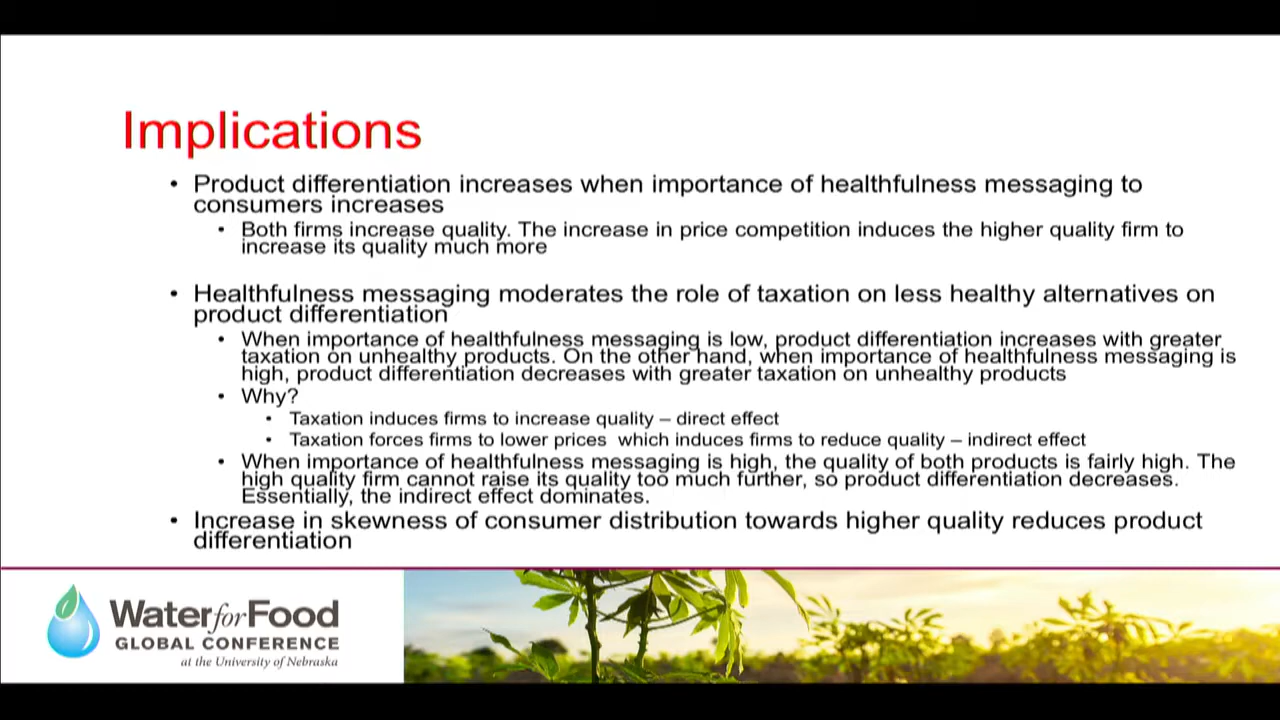 Implications
• Product differentiation increases when importance of healthfulness messaging to
consumers increases
• Both firms increase quality. The increase in price competition induces the higher quality firm to
increase its quality much more
• Healthfulness messaging moderates the role of taxation on less healthy alternatives on
product differentiation
• When importance of healthfulness messaging is low, product differentiation increases with greater
taxation on unhealthy products. On the other hand, when importance of healthfulness messaging is
high, product differentiation decreases with greater taxation on unhealthy products
• Why?
• Taxation induces firms to increase quality – direct effect
• Taxation forces firms to lower prices which induces firms to reduce quality – indirect effect
• When importance of healthfulness messaging is high, the quality of both products is fairly high. The
high quality firm cannot raise its quality too much further, so product differentiation decreases.
Essentially, the indirect effect dominates.
• Increase in skewness of consumer distribution towards higher quality reduces product
differentiation
Water for Food
GLOBAL CONFERENCE
at the University of Nebraska